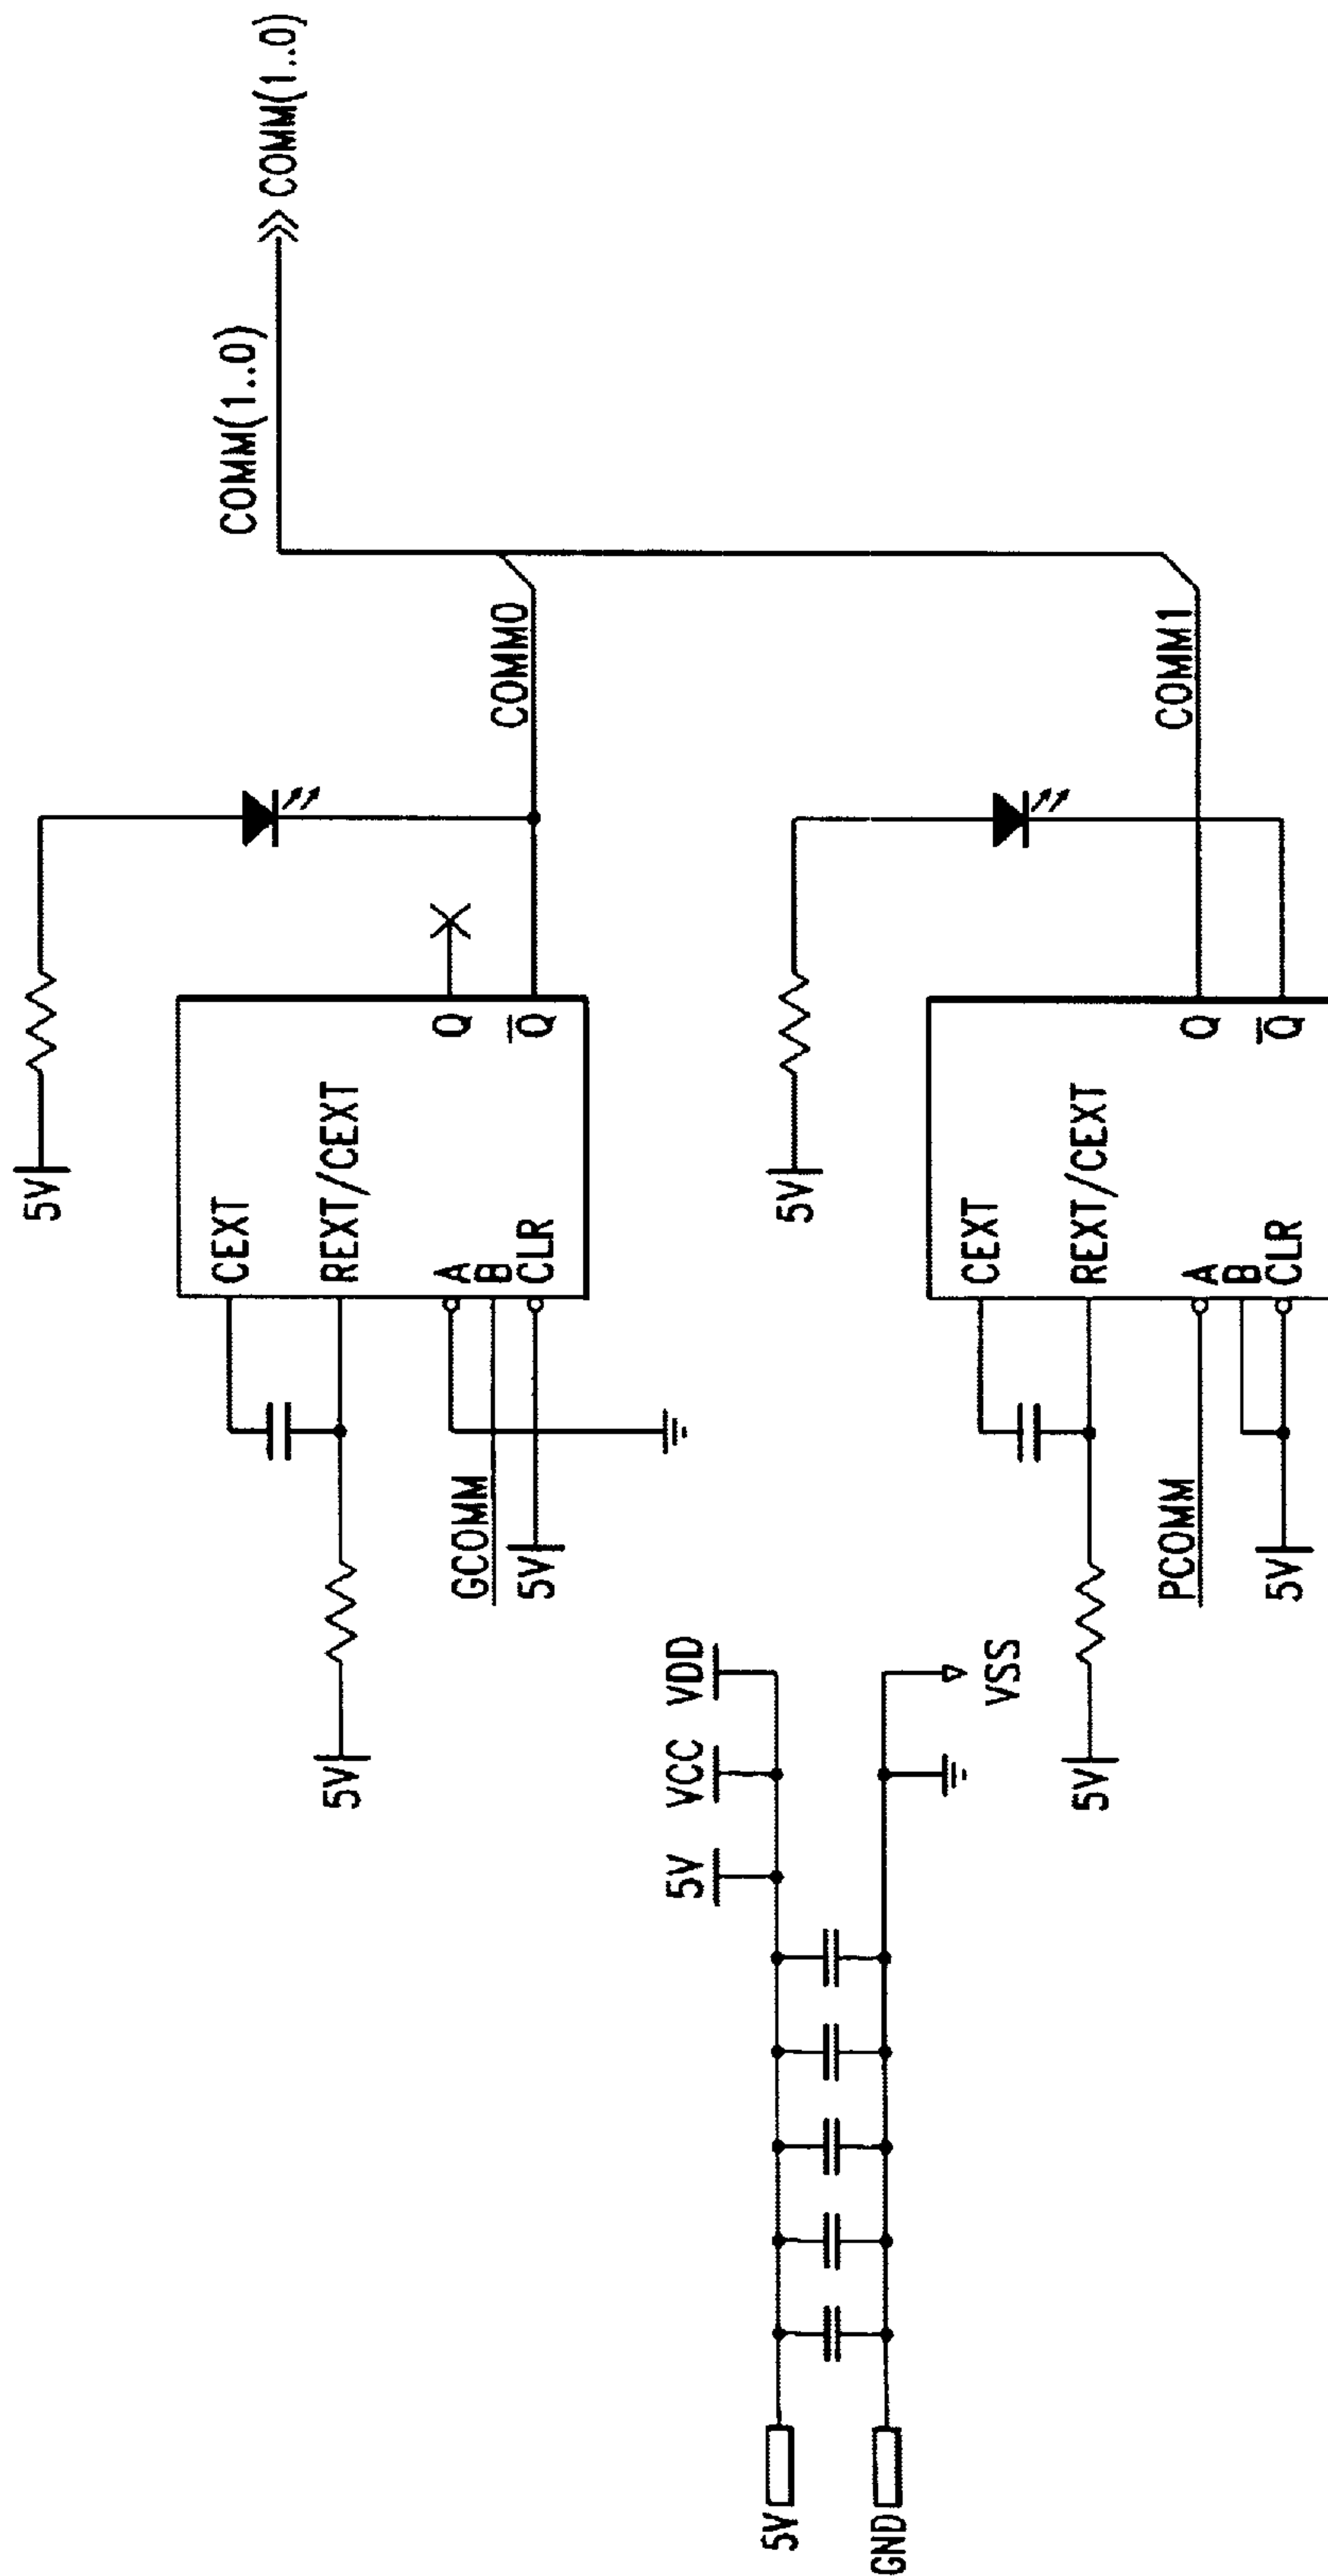 5V
CEXT
REXT/CEXT
A
B
CLR
Q
Q
5V
GCOMM
5V
COMM0
COMM(1..0)
COMM(1..0)
5V
CEXT
REXT/CEXT
A
B
CLR
Q
Q
5V
PCOMM
5V
COMM1
5V
GND
5V
VCC
VDD
VSS